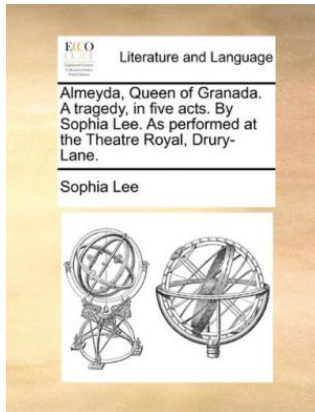 ECCO
Literature and Language
Almeyda, Queen of Granada.
A tragedy, in five acts. By
Sophia Lee. As performed at
the Theatre Royal, Drury-
Lane.
Sophia Lee